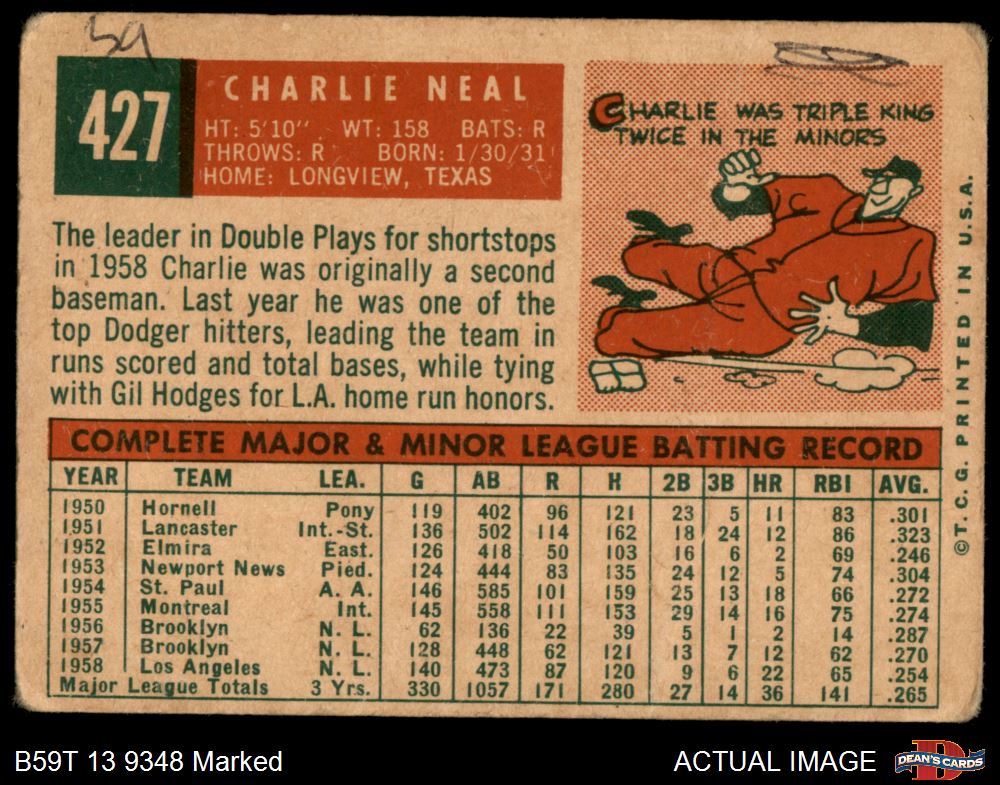 59
427
CHARLIE NEAL
HT: 5'10" WT: 158 BATS: R
THROWS: R BORN: 1/30/31
HOME: LONGVIEW, TEXAS
CHARLIE WAS TRIPLE KING
TWICE IN THE MINORS
The leader in Double Plays for shortstops
in 1958 Charlie was originally a second
baseman. Last year he was one of the
top Dodger hitters, leading the team in
runs scored and total bases, while tying
with Gil Hodges for L.A. home run honors.
COMPLETE MAJOR & MINOR LEAGUE BATTING RECORD
YEAR TEAM LEA. G AB R H 2B 3B HR RBI AVG.
1950 Hornell Pony 119 402 96 121 23 5 11 83 .301
1951 Lancaster Int.-St. 136 502 114 162 18 24 12 86 .323
1952 Elmira East. 126 418 50 103 16 6 2 69 .246
1953 Newport News Pied. 124 444 83 135 24 12 5 74 .304
1954 St. Paul A. A. 146 585 101 159 25 13 18 66 .272
1955 Montreal Int. 145 558 111 153 29 14 16 75 .274
1956 Brooklyn N. L. 62 136 22 39 5 1 2 14 .287
1957 Brooklyn N. L. 128 448 62 121 13 7 12 62 .270
1958 Los Angeles N. L. 140 473 87 120 9 6 22 65 .254
Major League Totals 3 Yrs. 330 1057 171 280 27 14 36 141 .265
©T. C. G. PRINTED IN U.S.A.
B59T 13 9348 Marked
ACTUAL IMAGE
DEAN'S CARDS